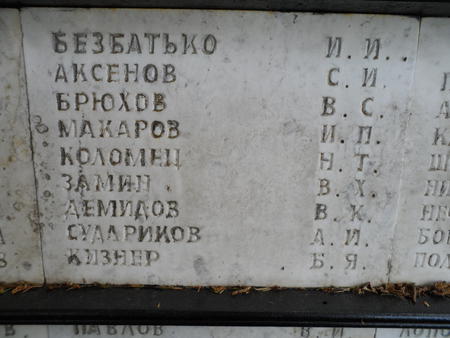 БЕЗБАТЬКО И. И.
АКСЕНОВ С. И.
БРЮХОВ В. С.
МАКАРОВ И. П.
КОЛОМЕЦ Н. Т.
ЗАМИН В. Х.
ДЕМИДОВ В. К.
СУДАРИКОВ А. И.
КИЗНЕР Б. Я.
ПАВЛОВ В. И.